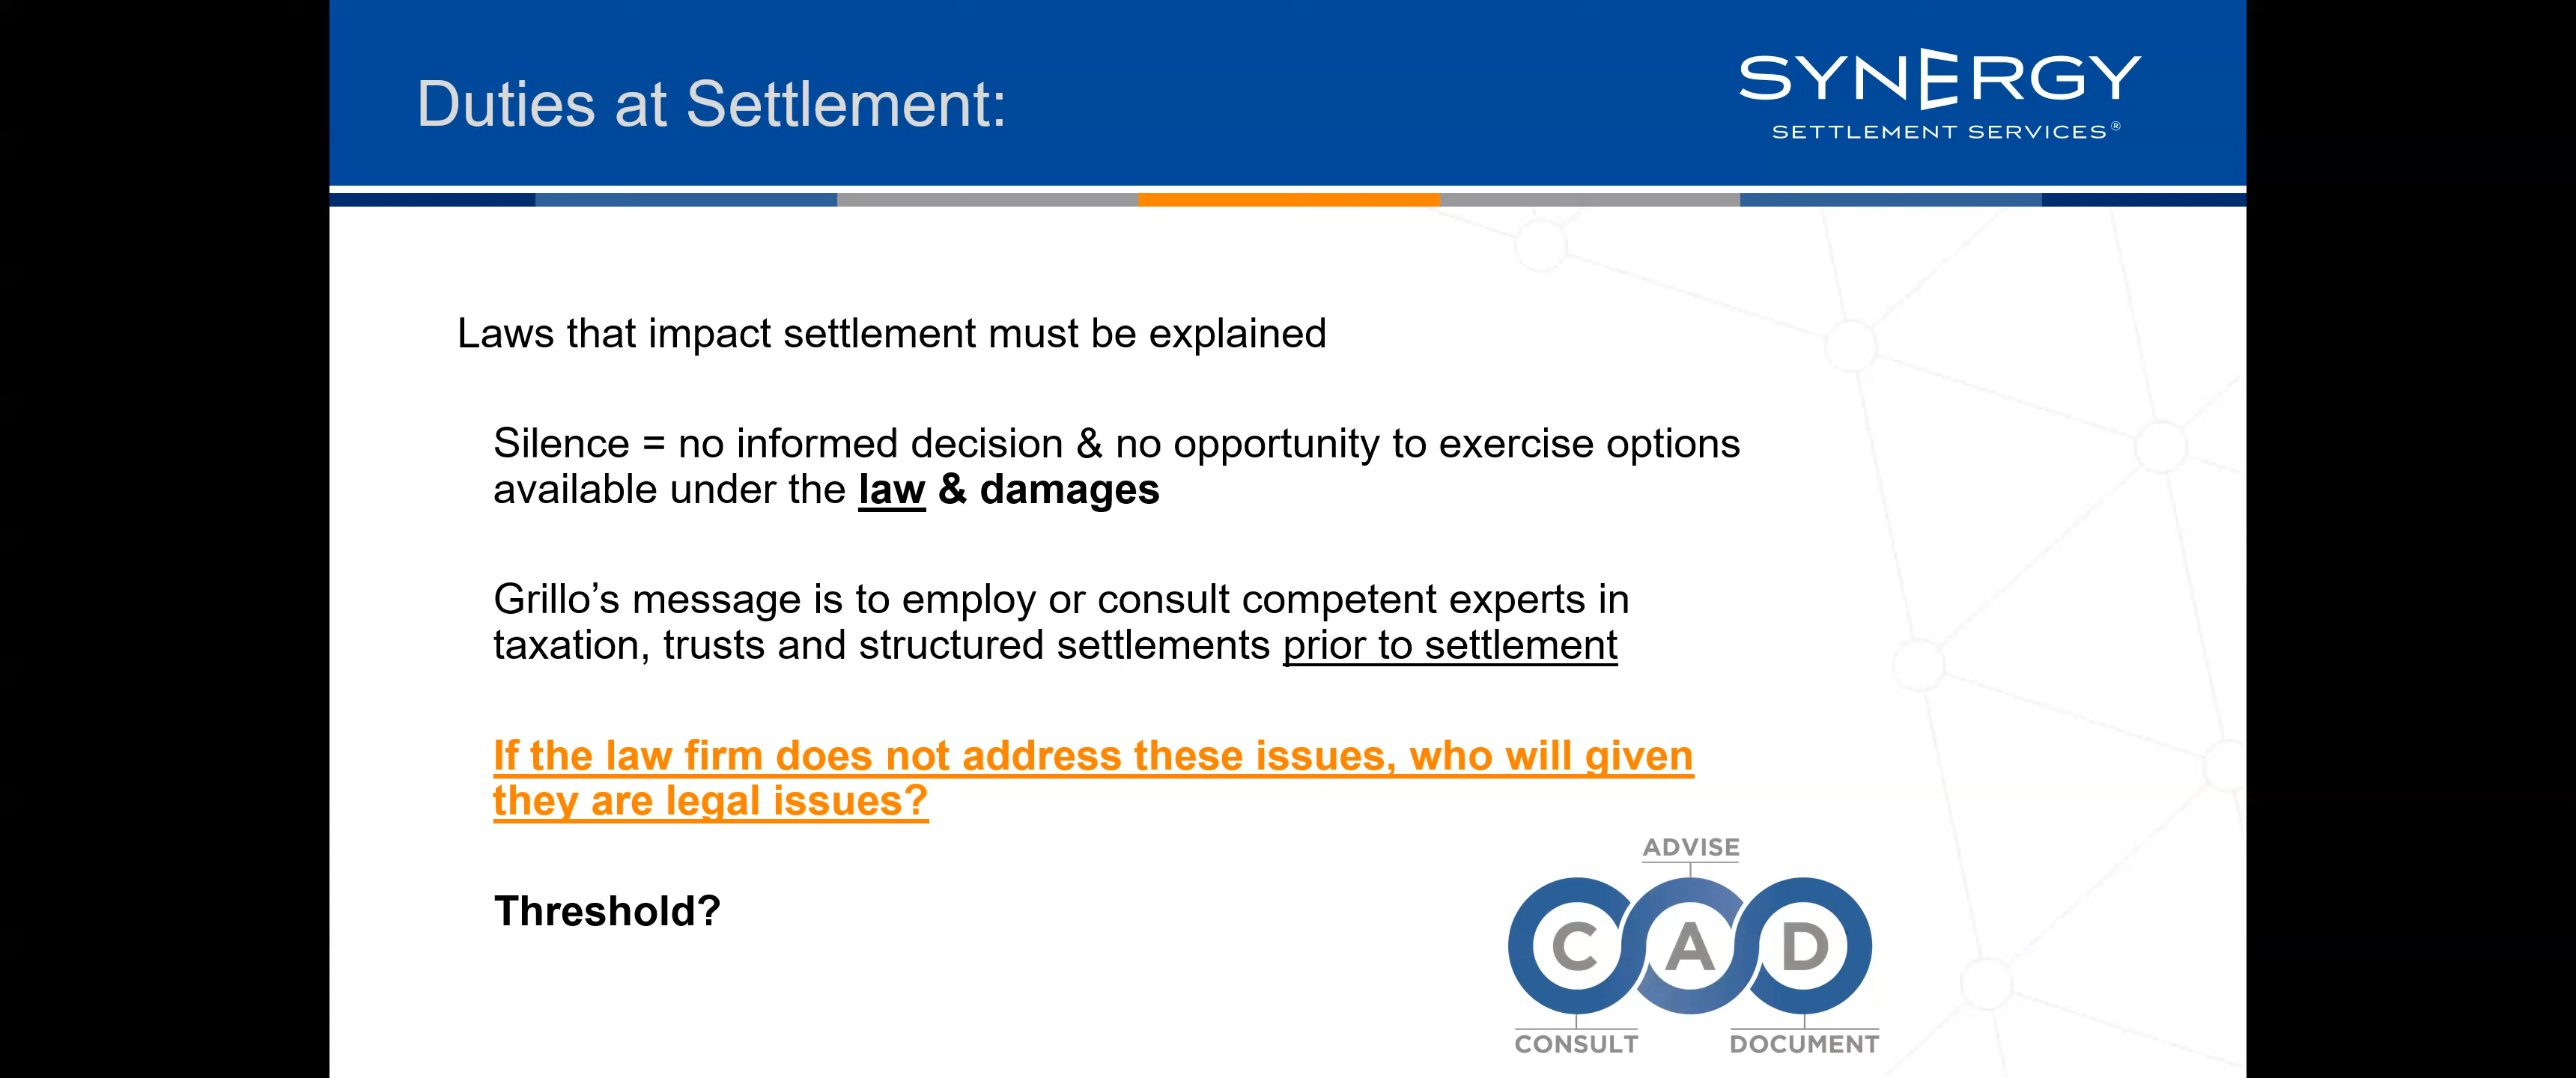 Duties at Settlement:
SYNERGY
SETTLEMENT SERVICES®
Laws that impact settlement must be explained
Silence = no informed decision & no opportunity to exercise options
available under the law & damages
Grillo’s message is to employ or consult competent experts in
taxation, trusts and structured settlements prior to settlement
If the law firm does not address these issues, who will given
they are legal issues?
Threshold?
ADVISE
C A D
CONSULT
DOCUMENT